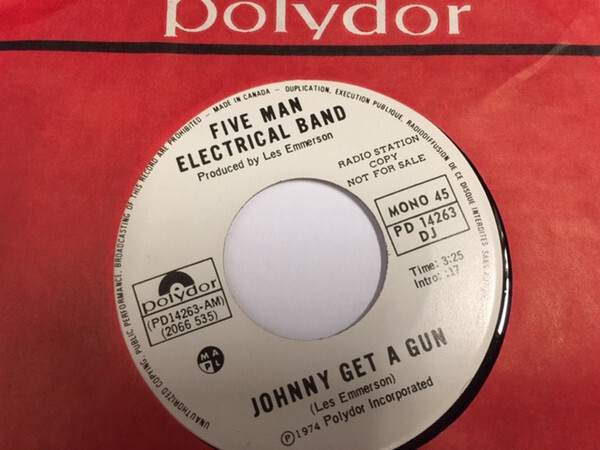 polydor
MADE IN CANADA - DUPLICATION, EXECUTION PUBLIQUE, RADIODIFFUSION DE CE DISQUE INTERDITES SANS
UNAUTHORIZED COPYING, PUBLIC PERFORMANCE, BROADCASTING OF THIS RECORD ARE PROHIBITED -
FIVE MAN
ELECTRICAL BAND
Produced by Les Emmerson
RADIO STATION
COPY
NOT FOR SALE
MONO 45
PD 14263
DJ
Time: 3:25
Intro: :17
polydor
(PD14263-AM)
(2066 535)
M A
P L
JOHNNY GET A GUN
(Les Emmerson)
Ⓟ1974 Polydor Incorporated